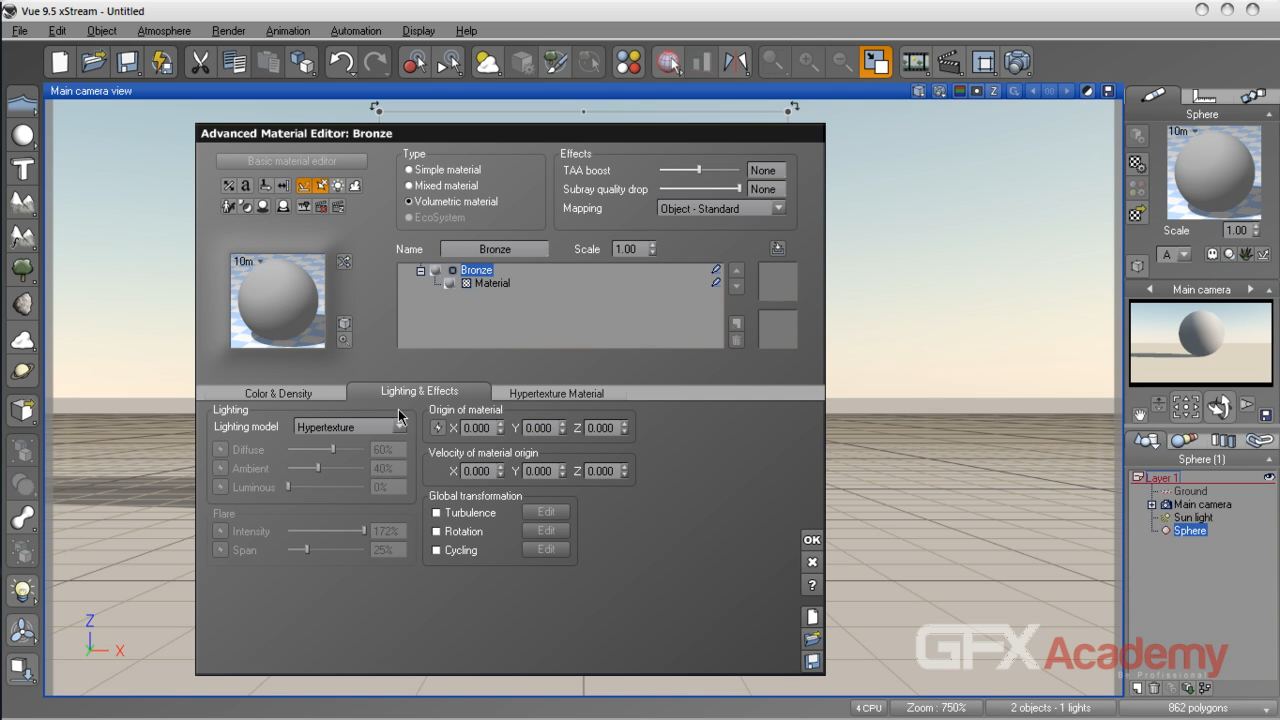 Vue 9.5 xStream - Untitled
File Edit Object Atmosphere Render Animation Automation Display Help
Main camera view
Sphere
10m
Scale 1.00
A
Main camera
Sphere (1)
Layer 1
Ground
Main camera
Sun light
Sphere
Advanced Material Editor: Bronze
Basic material editor
Type
Simple material
Mixed material
Volumetric material
EcoSystem
Effects
TAA boost None
Subray quality drop None
Mapping Object - Standard
10m
Name Bronze Scale 1.00
Bronze
Material
Color & Density Lighting & Effects Hypertexture Material
Lighting
Lighting model Hypertexture
Diffuse 60%
Ambient 40%
Luminous 0%
Flare
Intensity 172%
Span 25%
Origin of material
X 0.000 Y 0.000 Z 0.000
Velocity of material origin
X 0.000 Y 0.000 Z 0.000
Global transformation
Turbulence Edit
Rotation Edit
Cycling Edit
OK
?
Z
X
GFXAcademy
Be Professional
4 CPU Zoom : 750% 2 objects - 1 lights 862 polygons